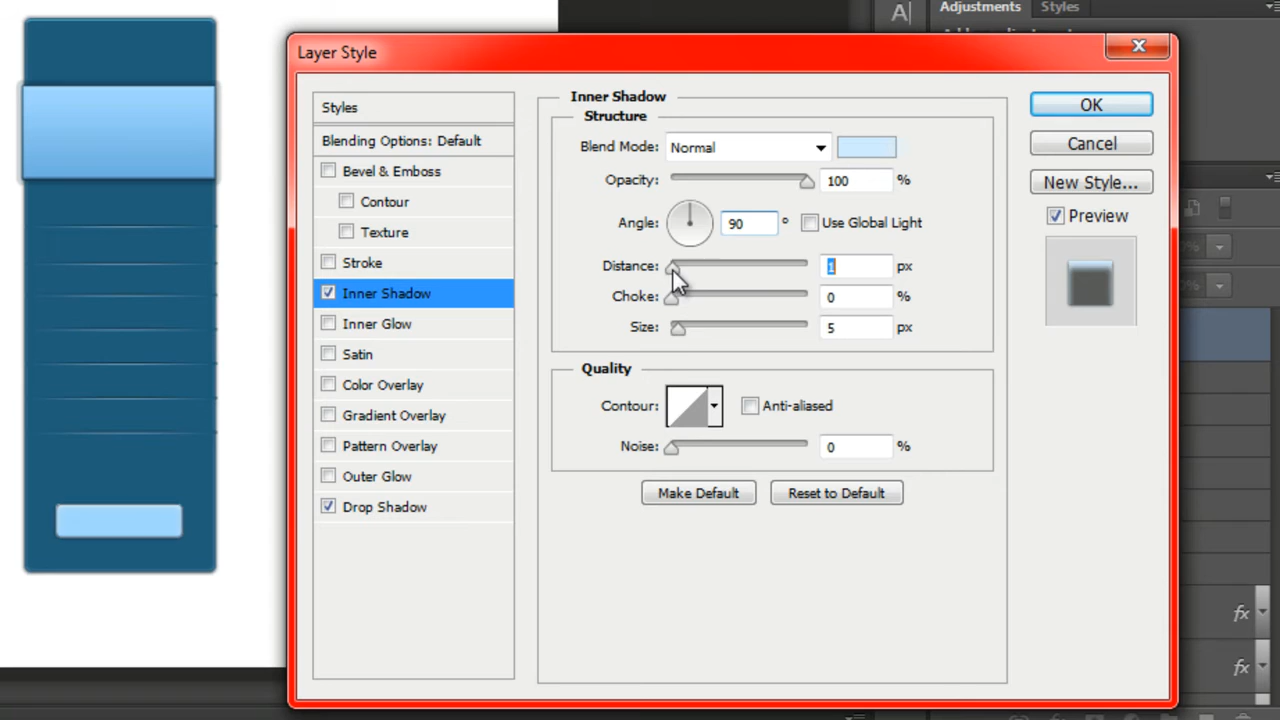 Adjustments Styles
A|
Layer Style
Styles
Blending Options: Default
Bevel & Emboss
Contour
Texture
Stroke
Inner Shadow
Inner Glow
Satin
Color Overlay
Gradient Overlay
Pattern Overlay
Outer Glow
Drop Shadow
Inner Shadow
Structure
Blend Mode: Normal
Opacity: 100 %
Angle: 90 ° Use Global Light
Distance: 1 px
Choke: 0 %
Size: 5 px
Quality
Contour: Anti-aliased
Noise: 0 %
Make Default Reset to Default
OK
Cancel
New Style...
Preview
fx
fx